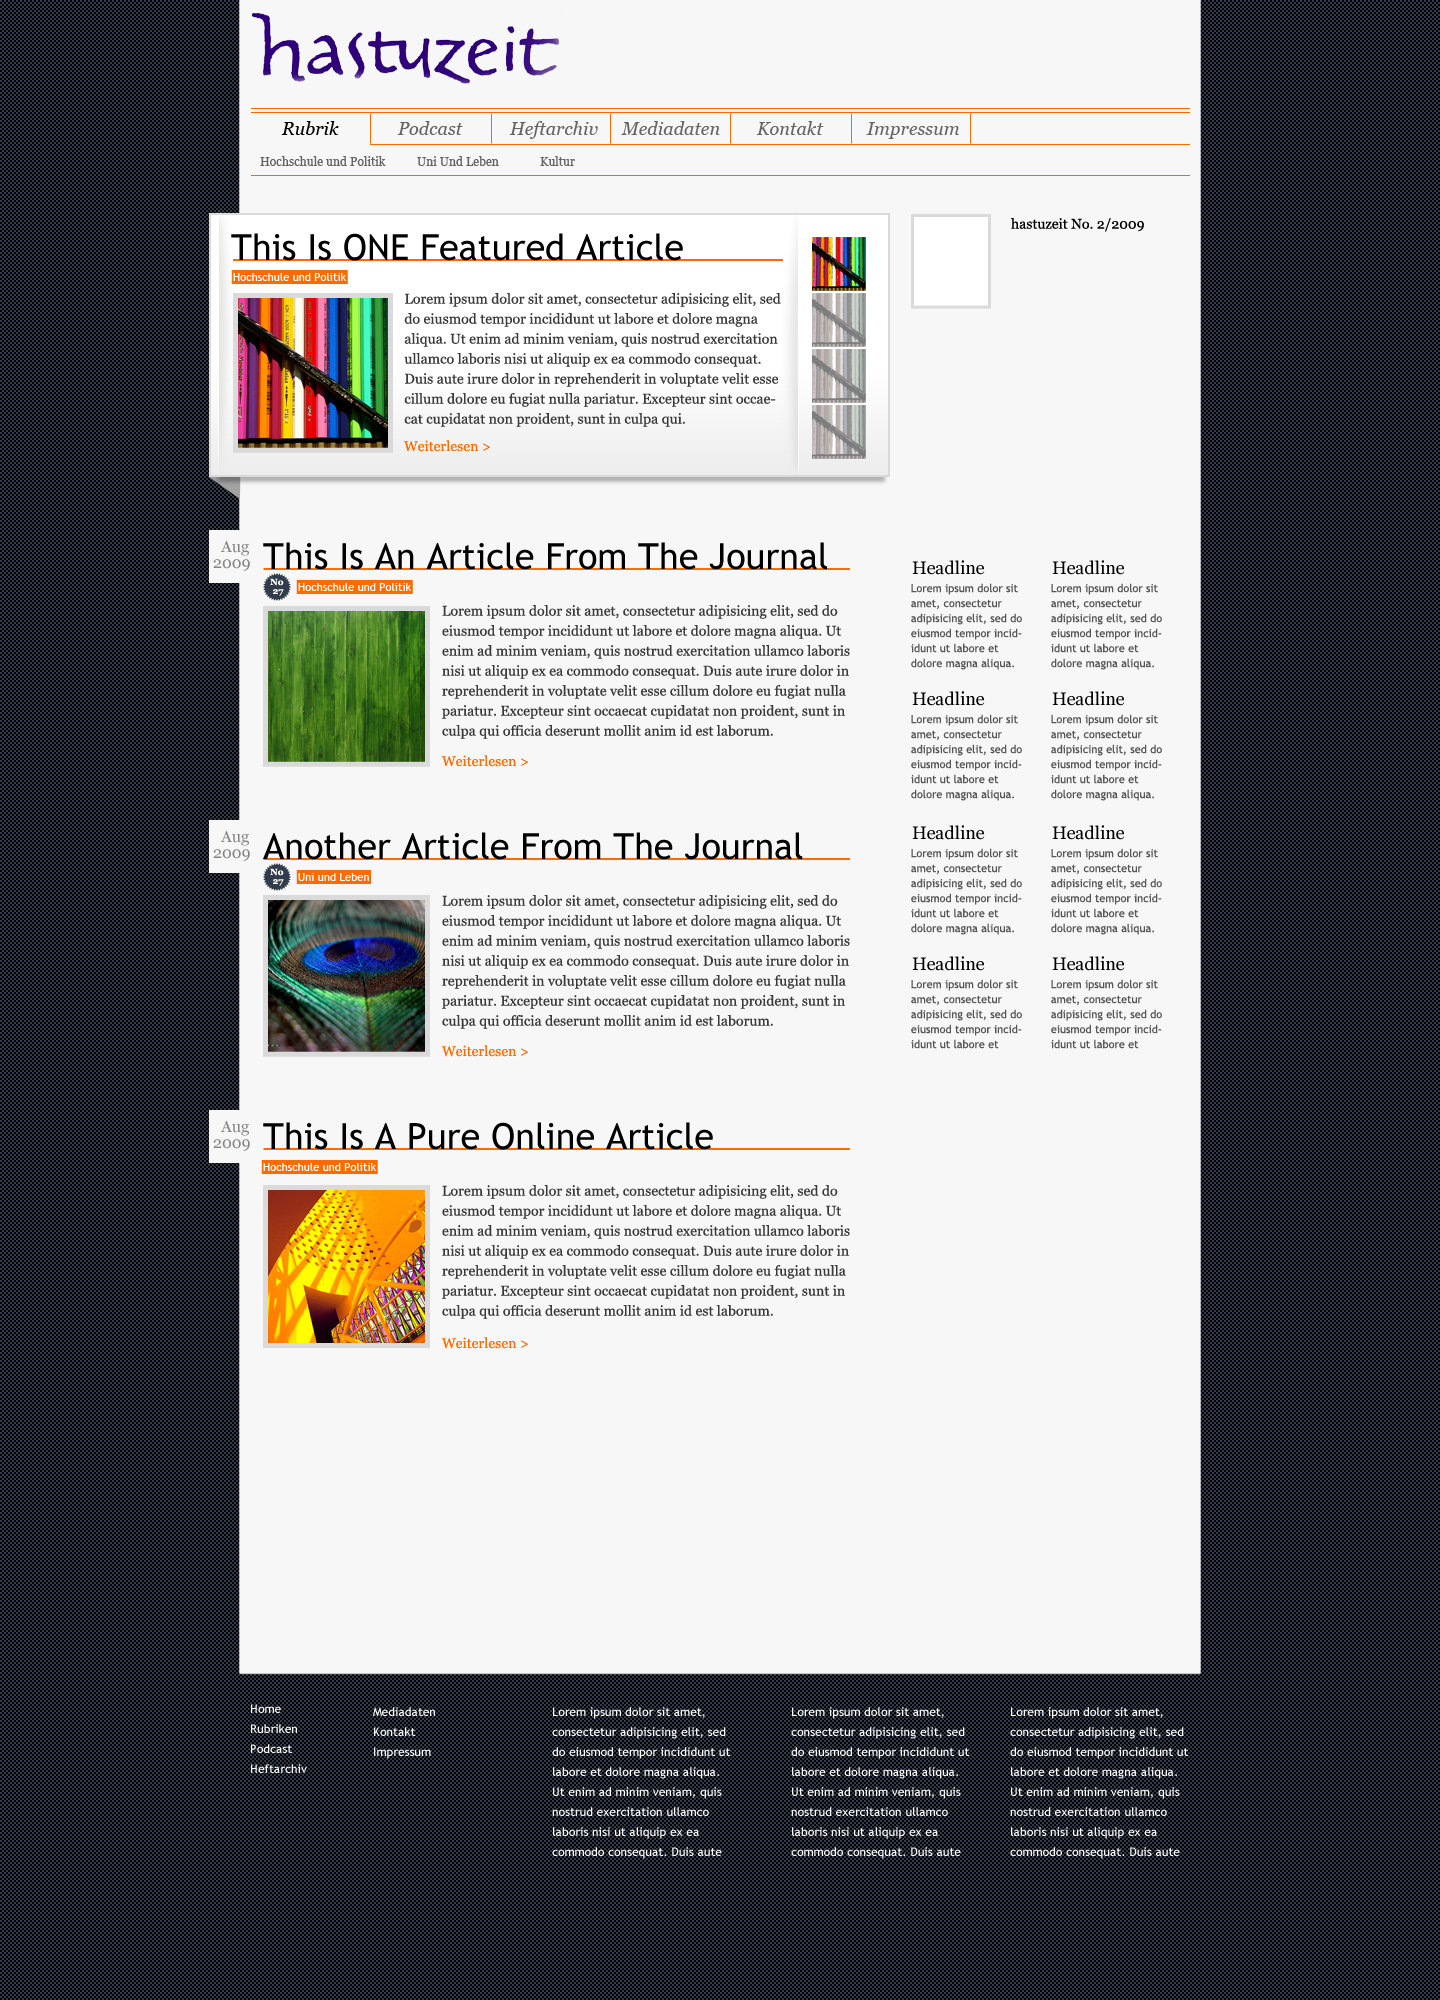 hastuzeit
Rubrik Podcast Heftarchiv Mediadaten Kontakt Impressum
Hochschule und Politik Uni Und Leben Kultur
This Is ONE Featured Article
Hochschule und Politik
Lorem ipsum dolor sit amet, consectetur adipisicing elit, sed
do eiusmod tempor incididunt ut labore et dolore magna
aliqua. Ut enim ad minim veniam, quis nostrud exercitation
ullamco laboris nisi ut aliquip ex ea commodo consequat.
Duis aute irure dolor in reprehenderit in voluptate velit esse
cillum dolore eu fugiat nulla pariatur. Excepteur sint occae-
cat cupidatat non proident, sunt in culpa qui.
Weiterlesen >
hastuzeit No. 2/2009
Aug
2009
This Is An Article From The Journal
No
27
Hochschule und Politik
Lorem ipsum dolor sit amet, consectetur adipisicing elit, sed do
eiusmod tempor incididunt ut labore et dolore magna aliqua. Ut
enim ad minim veniam, quis nostrud exercitation ullamco laboris
nisi ut aliquip ex ea commodo consequat. Duis aute irure dolor in
reprehenderit in voluptate velit esse cillum dolore eu fugiat nulla
pariatur. Excepteur sint occaecat cupidatat non proident, sunt in
culpa qui officia deserunt mollit anim id est laborum.
Weiterlesen >
Aug
2009
Another Article From The Journal
No
27
Uni und Leben
Lorem ipsum dolor sit amet, consectetur adipisicing elit, sed do
eiusmod tempor incididunt ut labore et dolore magna aliqua. Ut
enim ad minim veniam, quis nostrud exercitation ullamco laboris
nisi ut aliquip ex ea commodo consequat. Duis aute irure dolor in
reprehenderit in voluptate velit esse cillum dolore eu fugiat nulla
pariatur. Excepteur sint occaecat cupidatat non proident, sunt in
culpa qui officia deserunt mollit anim id est laborum.
Weiterlesen >
Aug
2009
This Is A Pure Online Article
Hochschule und Politik
Lorem ipsum dolor sit amet, consectetur adipisicing elit, sed do
eiusmod tempor incididunt ut labore et dolore magna aliqua. Ut
enim ad minim veniam, quis nostrud exercitation ullamco laboris
nisi ut aliquip ex ea commodo consequat. Duis aute irure dolor in
reprehenderit in voluptate velit esse cillum dolore eu fugiat nulla
pariatur. Excepteur sint occaecat cupidatat non proident, sunt in
culpa qui officia deserunt mollit anim id est laborum.
Weiterlesen >
Headline
Lorem ipsum dolor sit
amet, consectetur
adipisicing elit, sed do
eiusmod tempor incid-
idunt ut labore et
dolore magna aliqua.
Headline
Lorem ipsum dolor sit
amet, consectetur
adipisicing elit, sed do
eiusmod tempor incid-
idunt ut labore et
dolore magna aliqua.
Headline
Lorem ipsum dolor sit
amet, consectetur
adipisicing elit, sed do
eiusmod tempor incid-
idunt ut labore et
dolore magna aliqua.
Headline
Lorem ipsum dolor sit
amet, consectetur
adipisicing elit, sed do
eiusmod tempor incid-
idunt ut labore et
dolore magna aliqua.
Headline
Lorem ipsum dolor sit
amet, consectetur
adipisicing elit, sed do
eiusmod tempor incid-
idunt ut labore et
dolore magna aliqua.
Headline
Lorem ipsum dolor sit
amet, consectetur
adipisicing elit, sed do
eiusmod tempor incid-
idunt ut labore et
dolore magna aliqua.
Headline
Lorem ipsum dolor sit
amet, consectetur
adipisicing elit, sed do
eiusmod tempor incid-
idunt ut labore et
Headline
Lorem ipsum dolor sit
amet, consectetur
adipisicing elit, sed do
eiusmod tempor incid-
idunt ut labore et
Home
Rubriken
Podcast
Heftarchiv
Mediadaten
Kontakt
Impressum
Lorem ipsum dolor sit amet,
consectetur adipisicing elit, sed
do eiusmod tempor incididunt ut
labore et dolore magna aliqua.
Ut enim ad minim veniam, quis
nostrud exercitation ullamco
laboris nisi ut aliquip ex ea
commodo consequat. Duis aute
Lorem ipsum dolor sit amet,
consectetur adipisicing elit, sed
do eiusmod tempor incididunt ut
labore et dolore magna aliqua.
Ut enim ad minim veniam, quis
nostrud exercitation ullamco
laboris nisi ut aliquip ex ea
commodo consequat. Duis aute
Lorem ipsum dolor sit amet,
consectetur adipisicing elit, sed
do eiusmod tempor incididunt ut
labore et dolore magna aliqua.
Ut enim ad minim veniam, quis
nostrud exercitation ullamco
laboris nisi ut aliquip ex ea
commodo consequat. Duis aute